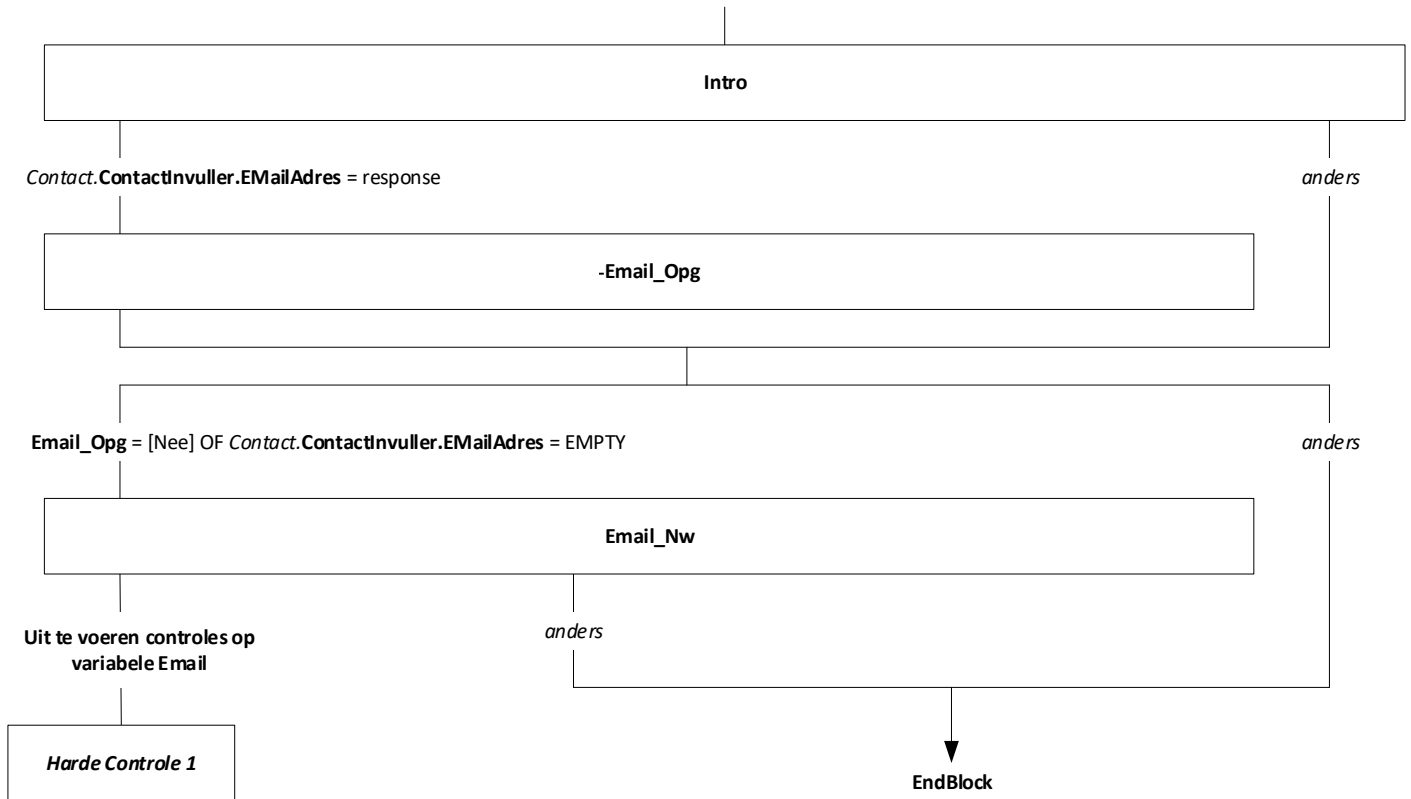 Intro
Contact.ContactInvuller.EMailAdres = response
anders
-Email_Opg
Email_Opg = [Nee] OF Contact.ContactInvuller.EMailAdres = EMPTY
anders
Email_Nw
Uit te voeren controles op
variabele Email
anders
Harde Controle 1
EndBlock